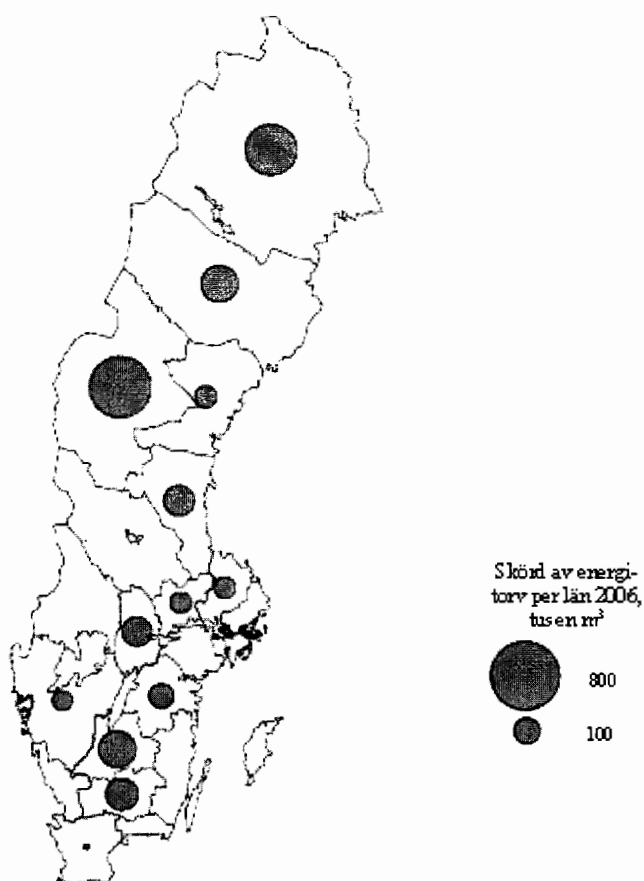 Skörd av energi-
torv per län 2006,
tusen m³
800
100